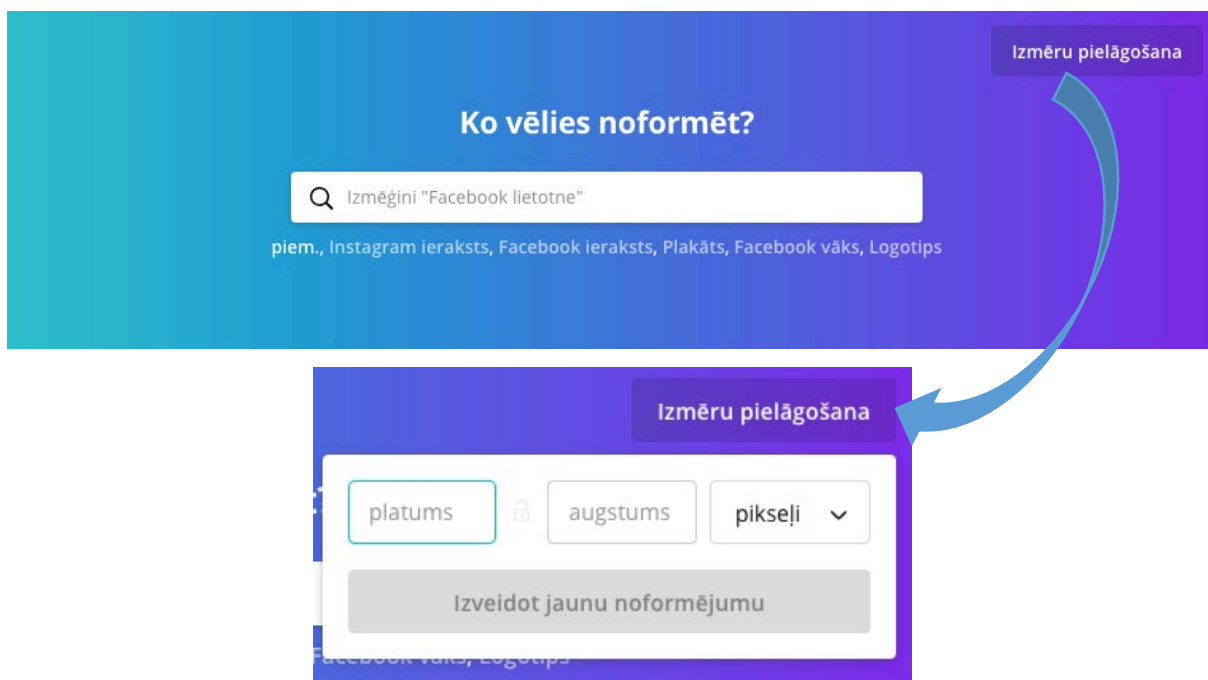 Izmēru pielāgošana
Ko vēlies noformēt?
Izmēģini "Facebook lietotne"
piem., Instagram ieraksts, Facebook ieraksts, Plakāts, Facebook vāks, Logotips
Izmēru pielāgošana
platums augstums pikseļi
Izveidot jaunu noformējumu
Facebook vāks, Logotips